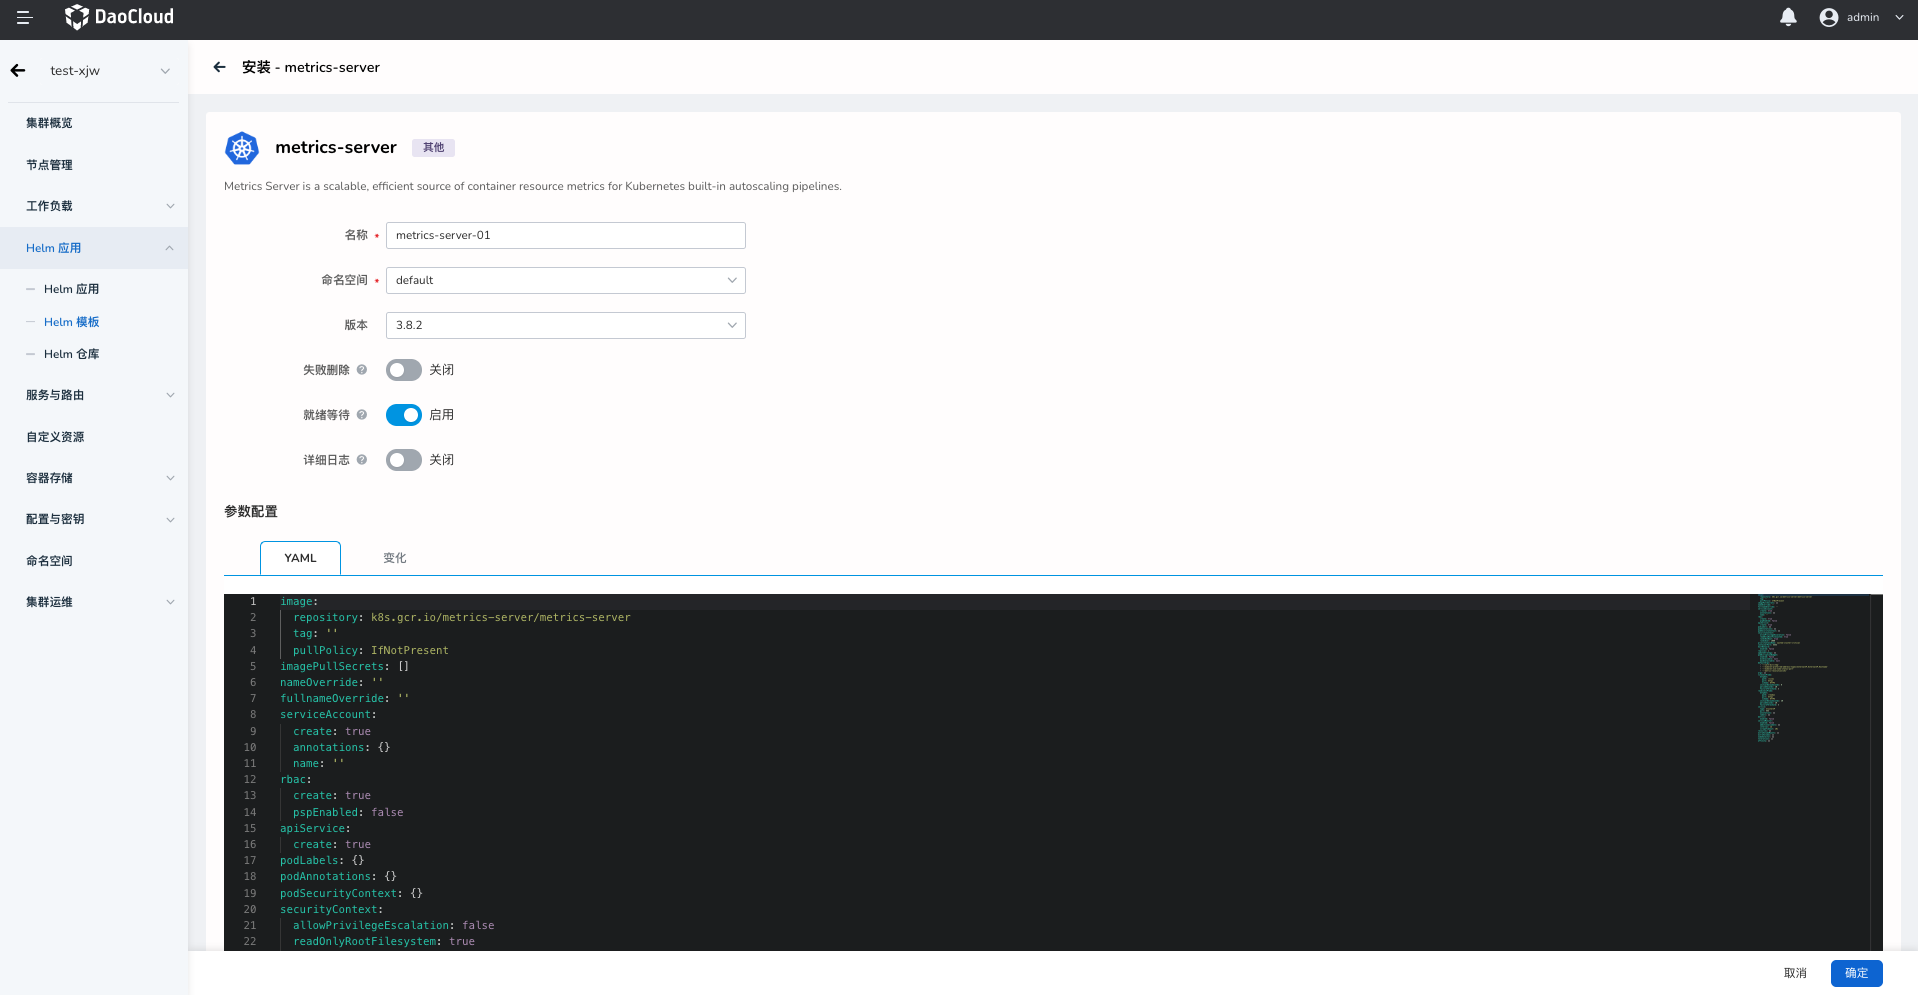 DaoCloud
admin
test-xjw
安装 - metrics-server
集群概览
节点管理
工作负载
Helm 应用
Helm 应用
Helm 模板
Helm 仓库
服务与路由
自定义资源
容器存储
配置与密钥
命名空间
集群运维
metrics-server 其他
Metrics Server is a scalable, efficient source of container resource metrics for Kubernetes built-in autoscaling pipelines.
名称 * metrics-server-01
命名空间 * default
版本 3.8.2
失败删除 ? 关闭
就绪等待 ? 启用
详细日志 ? 关闭
参数配置
YAML 变化
1 image:
2 repository: k8s.gcr.io/metrics-server/metrics-server
3 tag: ''
4 pullPolicy: IfNotPresent
5 imagePullSecrets: []
6 nameOverride: ''
7 fullnameOverride: ''
8 serviceAccount:
9 create: true
10 annotations: {}
11 name: ''
12 rbac:
13 create: true
14 pspEnabled: false
15 apiService:
16 create: true
17 podLabels: {}
18 podAnnotations: {}
19 podSecurityContext: {}
20 securityContext:
21 allowPrivilegeEscalation: false
22 readOnlyRootFilesystem: true
取消 确定